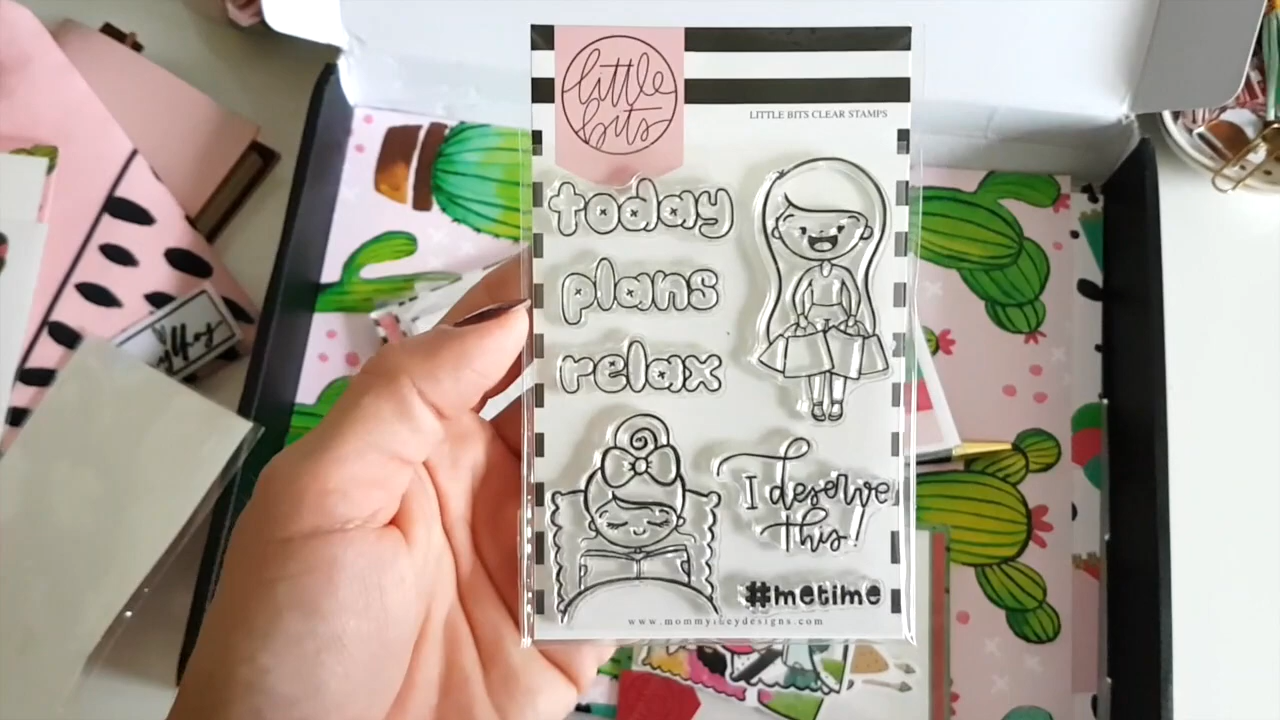 little
bits
LITTLE BITS CLEAR STAMPS
today
plans
relax
I deserve
this!
#metime
www.mommylheydesigns.com